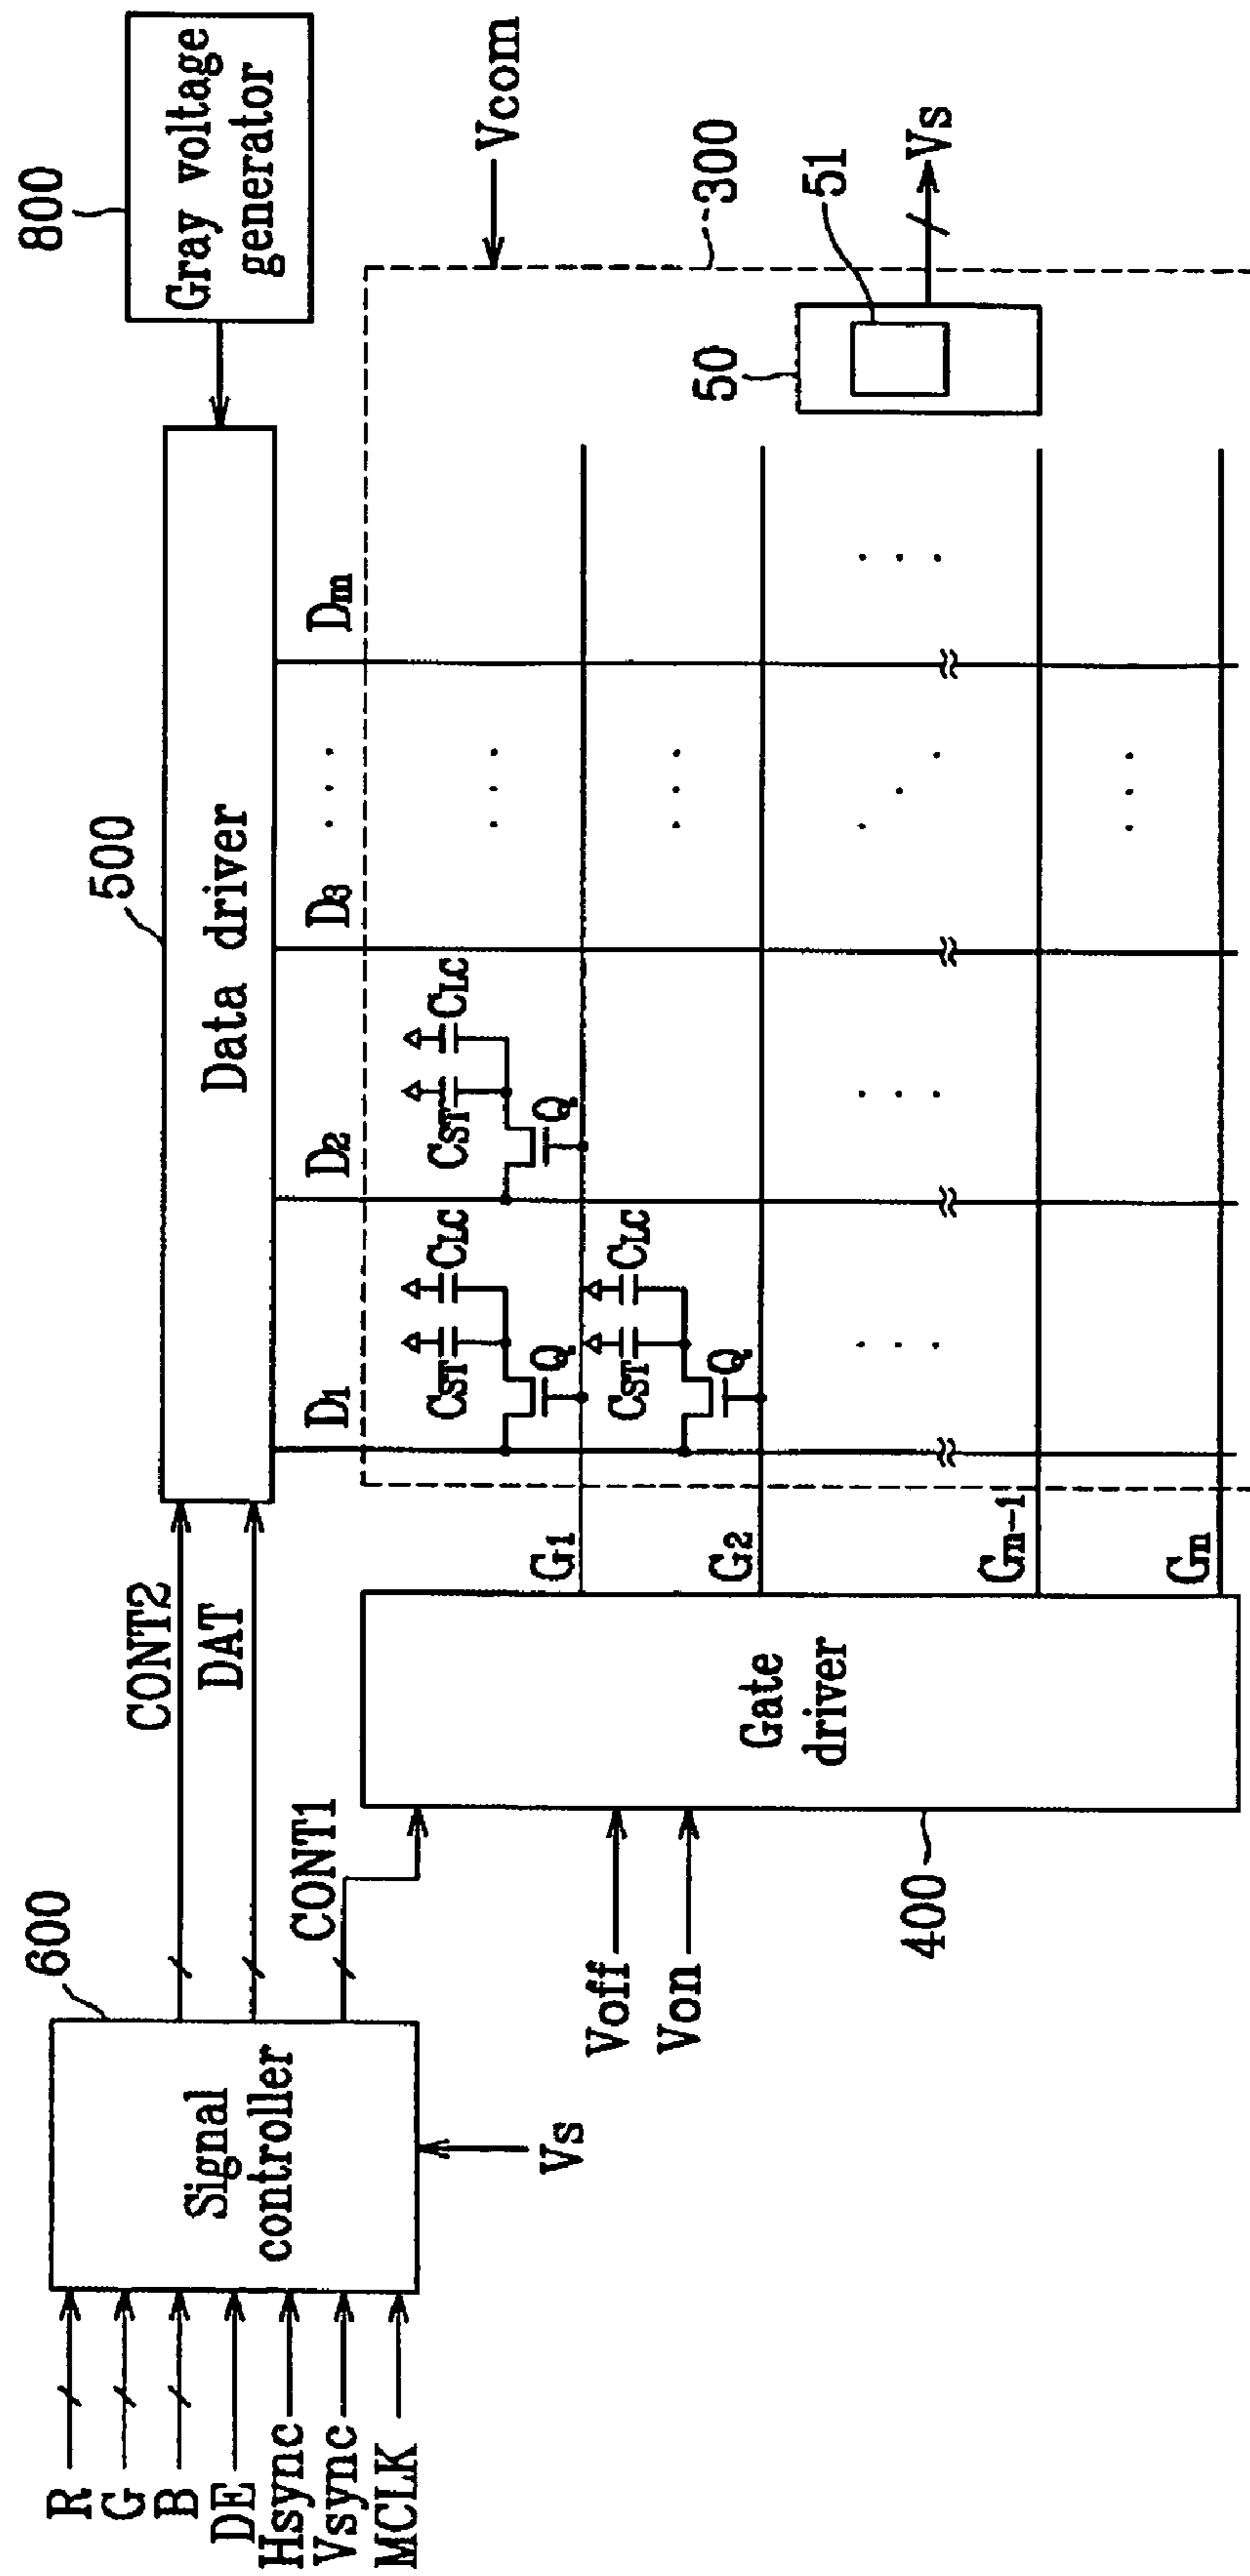 R
G
B
DE
Hsync
Vsync
MCLK
600
Signal
controller
Vs
CONT2
DAT
CONT1
Voff
Von
500
Data driver
800
Gray voltage
generator
400
Gate
driver
G1
G2
Gn-1
Gn
D1
D2
D3
Dm
CST
CLC
Q
CST
CLC
Q
CST
CLC
Q
Vcom
300
50
51
Vs